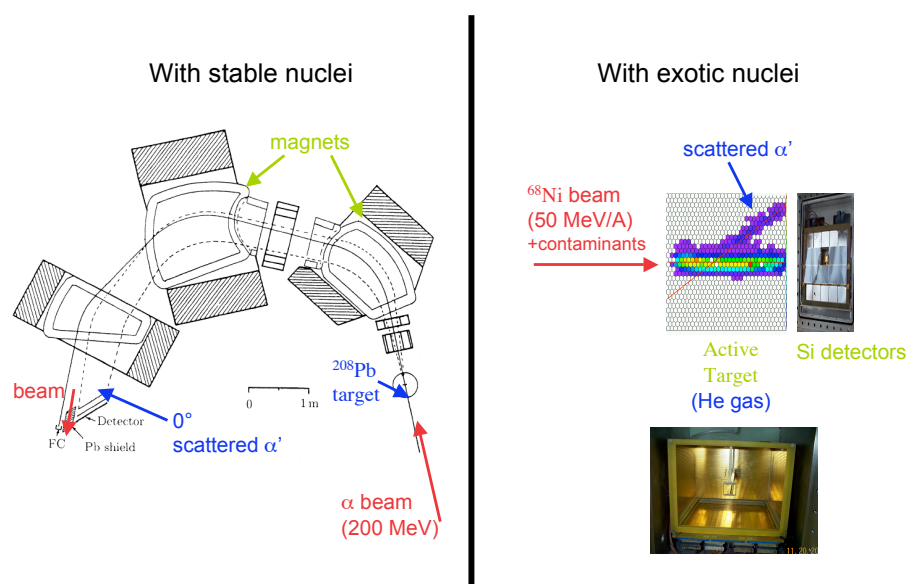 With stable nuclei
magnets
beam
0°
scattered α’
FC
Detector
Pb shield
0
1 m
²⁰⁸Pb
target
α beam
(200 MeV)
With exotic nuclei
scattered α’
⁶⁸Ni beam
(50 MeV/A)
+contaminants
Active
Target
(He gas)
Si detectors